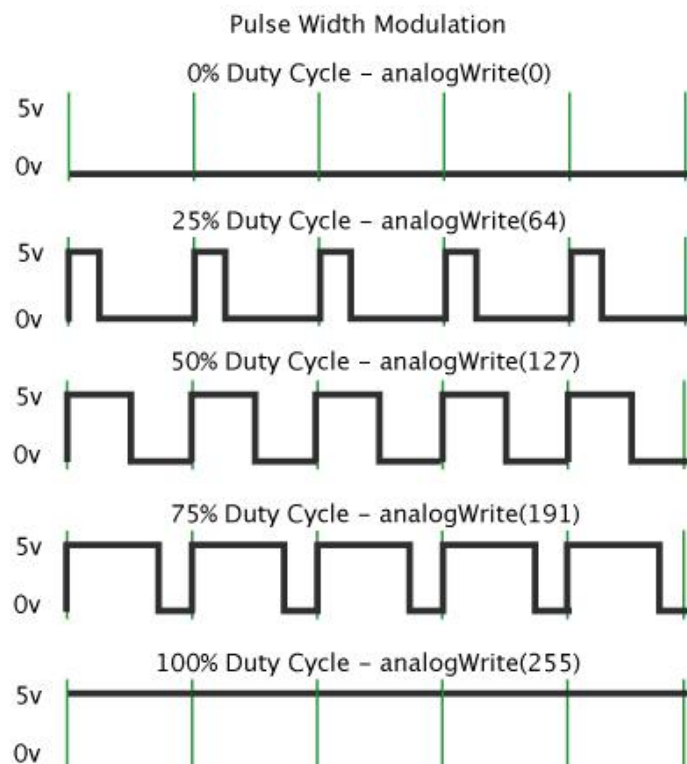 Pulse Width Modulation
0% Duty Cycle – analogWrite(0)
5v
0v
25% Duty Cycle – analogWrite(64)
5v
0v
50% Duty Cycle – analogWrite(127)
5v
0v
75% Duty Cycle – analogWrite(191)
5v
0v
100% Duty Cycle – analogWrite(255)
5v
0v